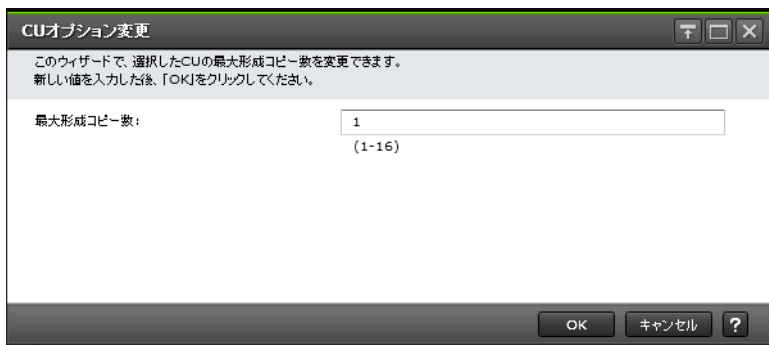 CUオプション変更
このウィザードで、選択したCUの最大形成コピー数を変更できます。
新しい値を入力した後、「OK」をクリックしてください。
最大形成コピー数:
1
(1-16)
OK キャンセル ?